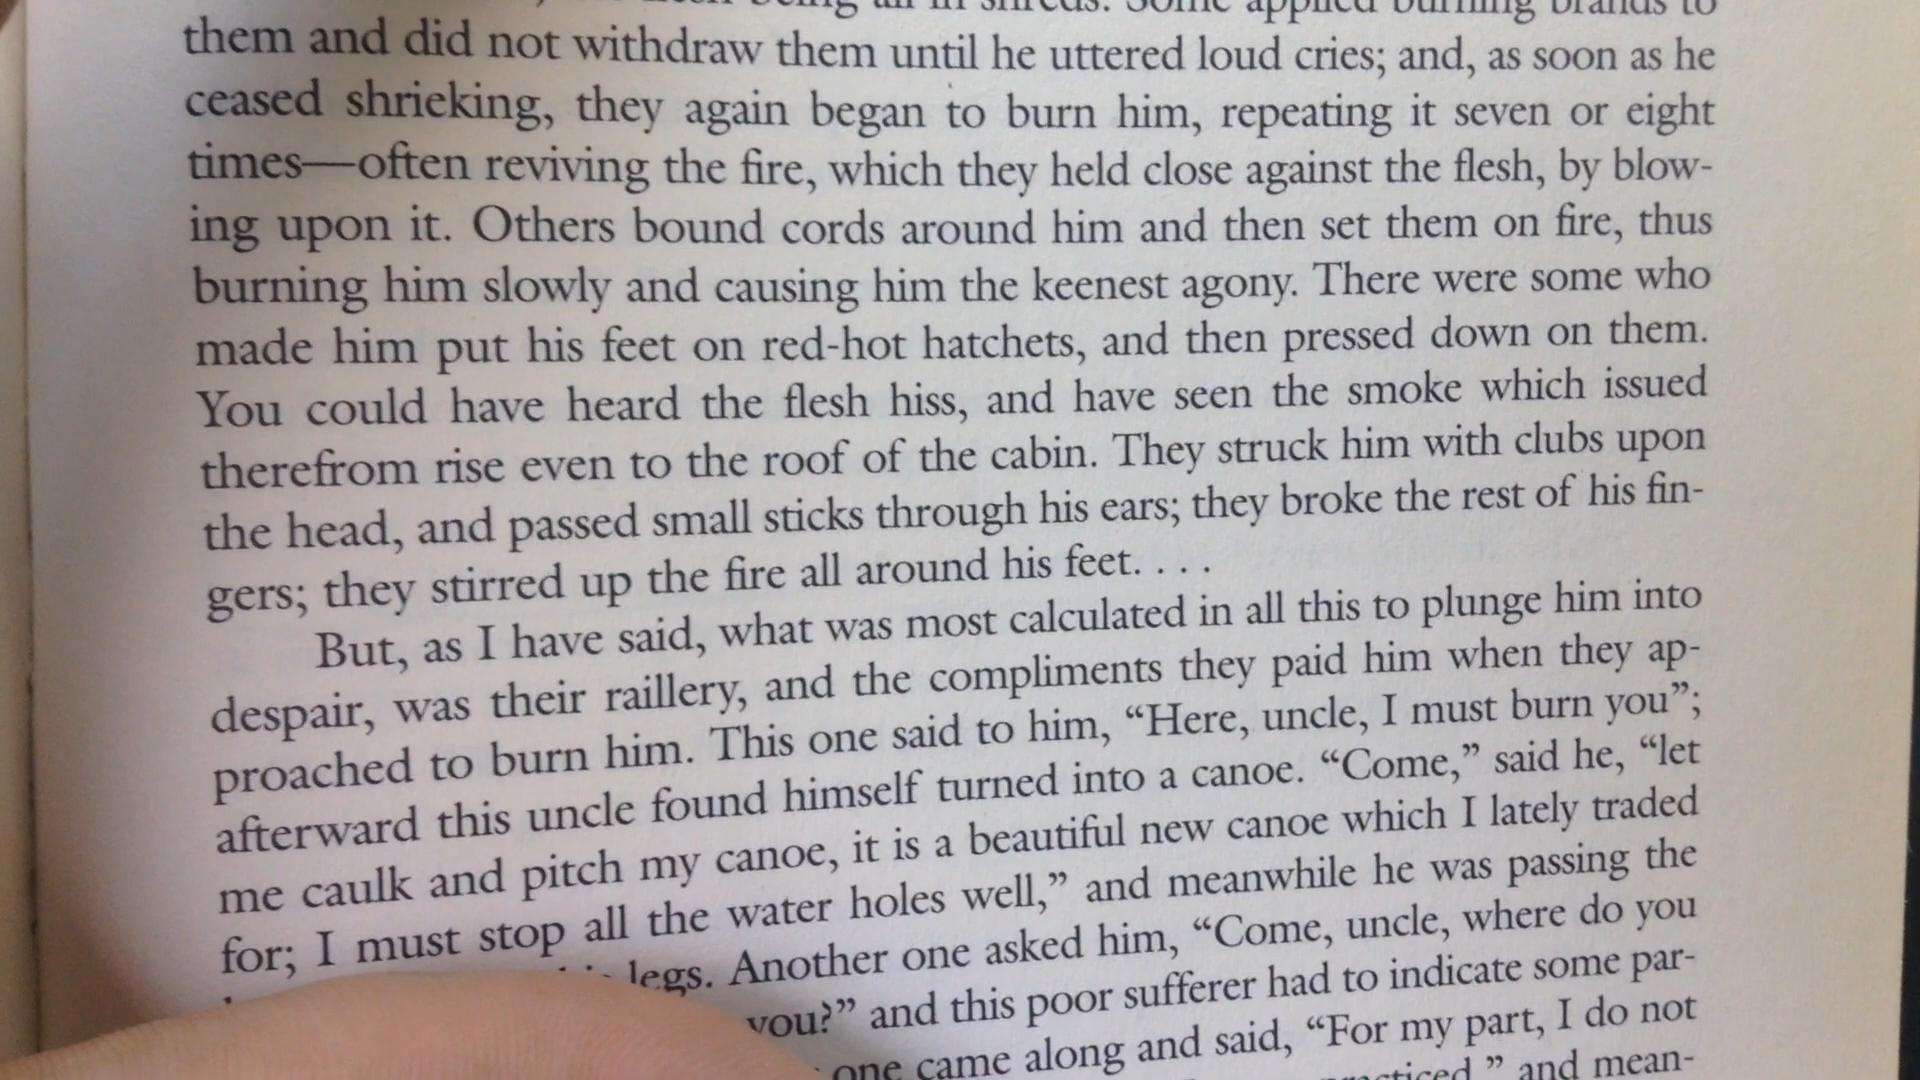 being all in shreds. Some applied burning brands to
them and did not withdraw them until he uttered loud cries; and, as soon as he
ceased shrieking, they again began to burn him, repeating it seven or eight
times—often reviving the fire, which they held close against the flesh, by blow-
ing upon it. Others bound cords around him and then set them on fire, thus
burning him slowly and causing him the keenest agony. There were some who
made him put his feet on red-hot hatchets, and then pressed down on them.
You could have heard the flesh hiss, and have seen the smoke which issued
therefrom rise even to the roof of the cabin. They struck him with clubs upon
the head, and passed small sticks through his ears; they broke the rest of his fin-
gers; they stirred up the fire all around his feet. . . .
But, as I have said, what was most calculated in all this to plunge him into
despair, was their raillery, and the compliments they paid him when they ap-
proached to burn him. This one said to him, “Here, uncle, I must burn you”;
afterward this uncle found himself turned into a canoe. “Come,” said he, “let
me caulk and pitch my canoe, it is a beautiful new canoe which I lately traded
for; I must stop all the water holes well,” and meanwhile he was passing the
legs. Another one asked him, “Come, uncle, where do you
you?” and this poor sufferer had to indicate some par-
one came along and said, “For my part, I do not
and mean-